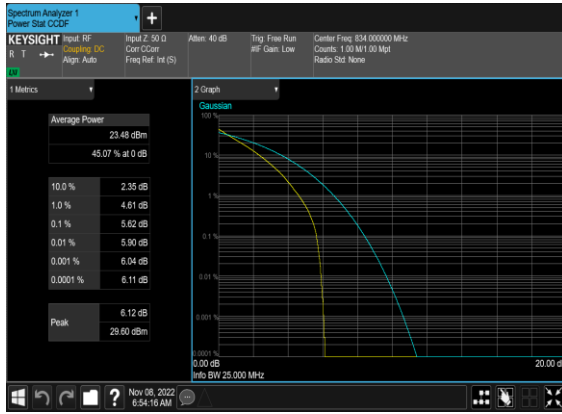 Spectrum Analyzer 1
Power Stat CCDF
+
KEYSIGHT
R T
LXI
Input: RF
Coupling: DC
Align: Auto
Input Z: 50 Ω
Corr CCorr
Freq Ref: Int (S)
Atten: 40 dB
Trig: Free Run
#IF Gain: Low
Center Freq: 834.000000 MHz
Counts: 1.00 M/1.00 Mpt
Radio Std: None
1 Metrics
Average Power
23.48 dBm
45.07 % at 0 dB
10.0 % 2.35 dB
1.0 % 4.61 dB
0.1 % 5.62 dB
0.01 % 5.90 dB
0.001 % 6.04 dB
0.0001 % 6.11 dB
Peak
6.12 dB
29.60 dBm
2 Graph
Gaussian
100 %
10 %
1 %
0.1 %
0.01 %
0.001 %
0.0001 %
0.00 dB
20.00 d
Info BW 25.000 MHz
?
Nov 08, 2022
6:54:16 AM